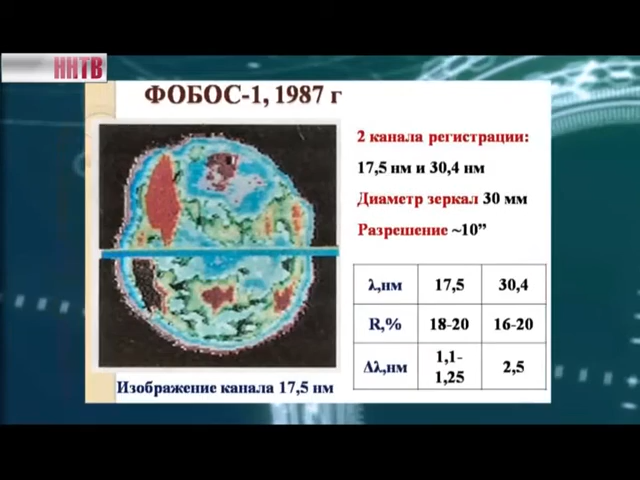 ННТВ
ФОБОС-1, 1987 г
2 канала регистрации:
17,5 нм и 30,4 нм
Диаметр зеркал 30 мм
Разрешение ~10”
λ,нм 17,5 30,4
R,% 18-20 16-20
Δλ,нм 1,1-1,25 2,5
Изображение канала 17,5 нм